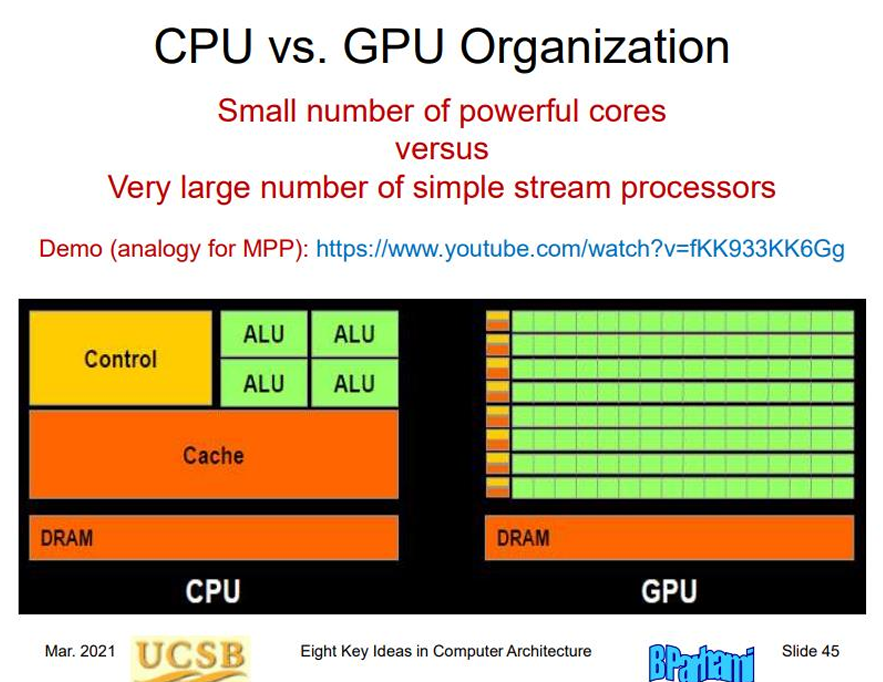 CPU vs. GPU Organization
Small number of powerful cores
versus
Very large number of simple stream processors
Demo (analogy for MPP): https://www.youtube.com/watch?v=fKK933KK6Gg
Control
ALU ALU
ALU ALU
Cache
DRAM
CPU
DRAM
GPU
Mar. 2021
UCSB
Eight Key Ideas in Computer Architecture
BParhami
Slide 45